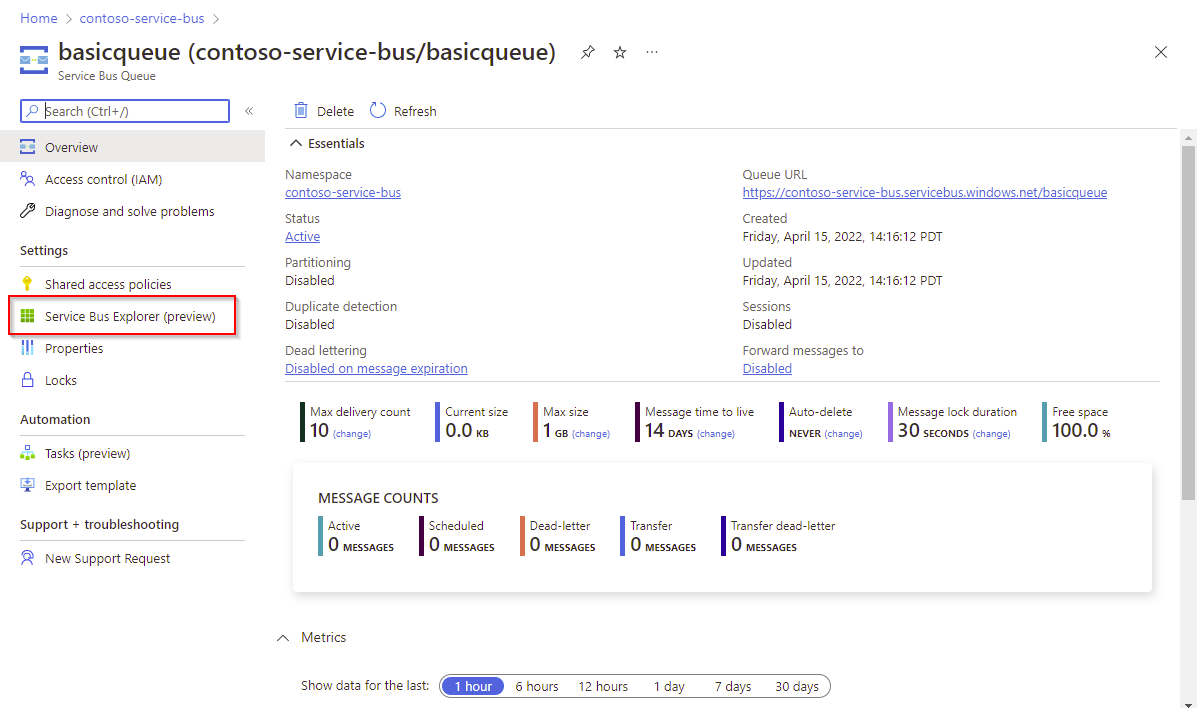 Home > contoso-service-bus >
basicqueue (contoso-service-bus/basicqueue)
Service Bus Queue
Search (Ctrl+/)
Overview
Access control (IAM)
Diagnose and solve problems
Settings
Shared access policies
Service Bus Explorer (preview)
Properties
Locks
Automation
Tasks (preview)
Export template
Support + troubleshooting
New Support Request
Delete Refresh
Essentials
Namespace
contoso-service-bus
Status
Active
Partitioning
Disabled
Duplicate detection
Disabled
Dead lettering
Disabled on message expiration
Queue URL
https://contoso-service-bus.servicebus.windows.net/basicqueue
Created
Friday, April 15, 2022, 14:16:12 PDT
Updated
Friday, April 15, 2022, 14:16:12 PDT
Sessions
Disabled
Forward messages to
Disabled
Max delivery count
10 (change)
Current size
0.0 KB
Max size
1 GB (change)
Message time to live
14 DAYS (change)
Auto-delete
NEVER (change)
Message lock duration
30 SECONDS (change)
Free space
100.0 %
MESSAGE COUNTS
Active
0 MESSAGES
Scheduled
0 MESSAGES
Dead-letter
0 MESSAGES
Transfer
0 MESSAGES
Transfer dead-letter
0 MESSAGES
Metrics
Show data for the last: 1 hour 6 hours 12 hours 1 day 7 days 30 days